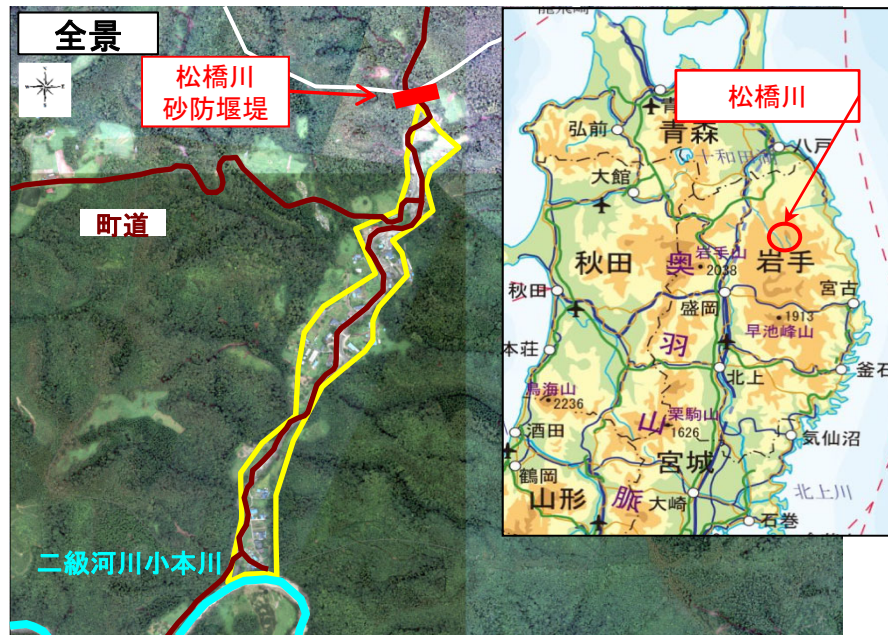 全景
松橋川
砂防堰堤
町道
二級河川小本川
松橋川
弘前
青森
十和田湖
八戸
大館
秋田
奥
岩手山
2038
岩手
秋田
盛岡
宮古
1913
早池峰山
本荘
羽
北上
釜石
鳥海山
2236
栗駒山
山
1626
酒田
気仙沼
宮城
鶴岡
北上川
山形
脈
大崎
石巻